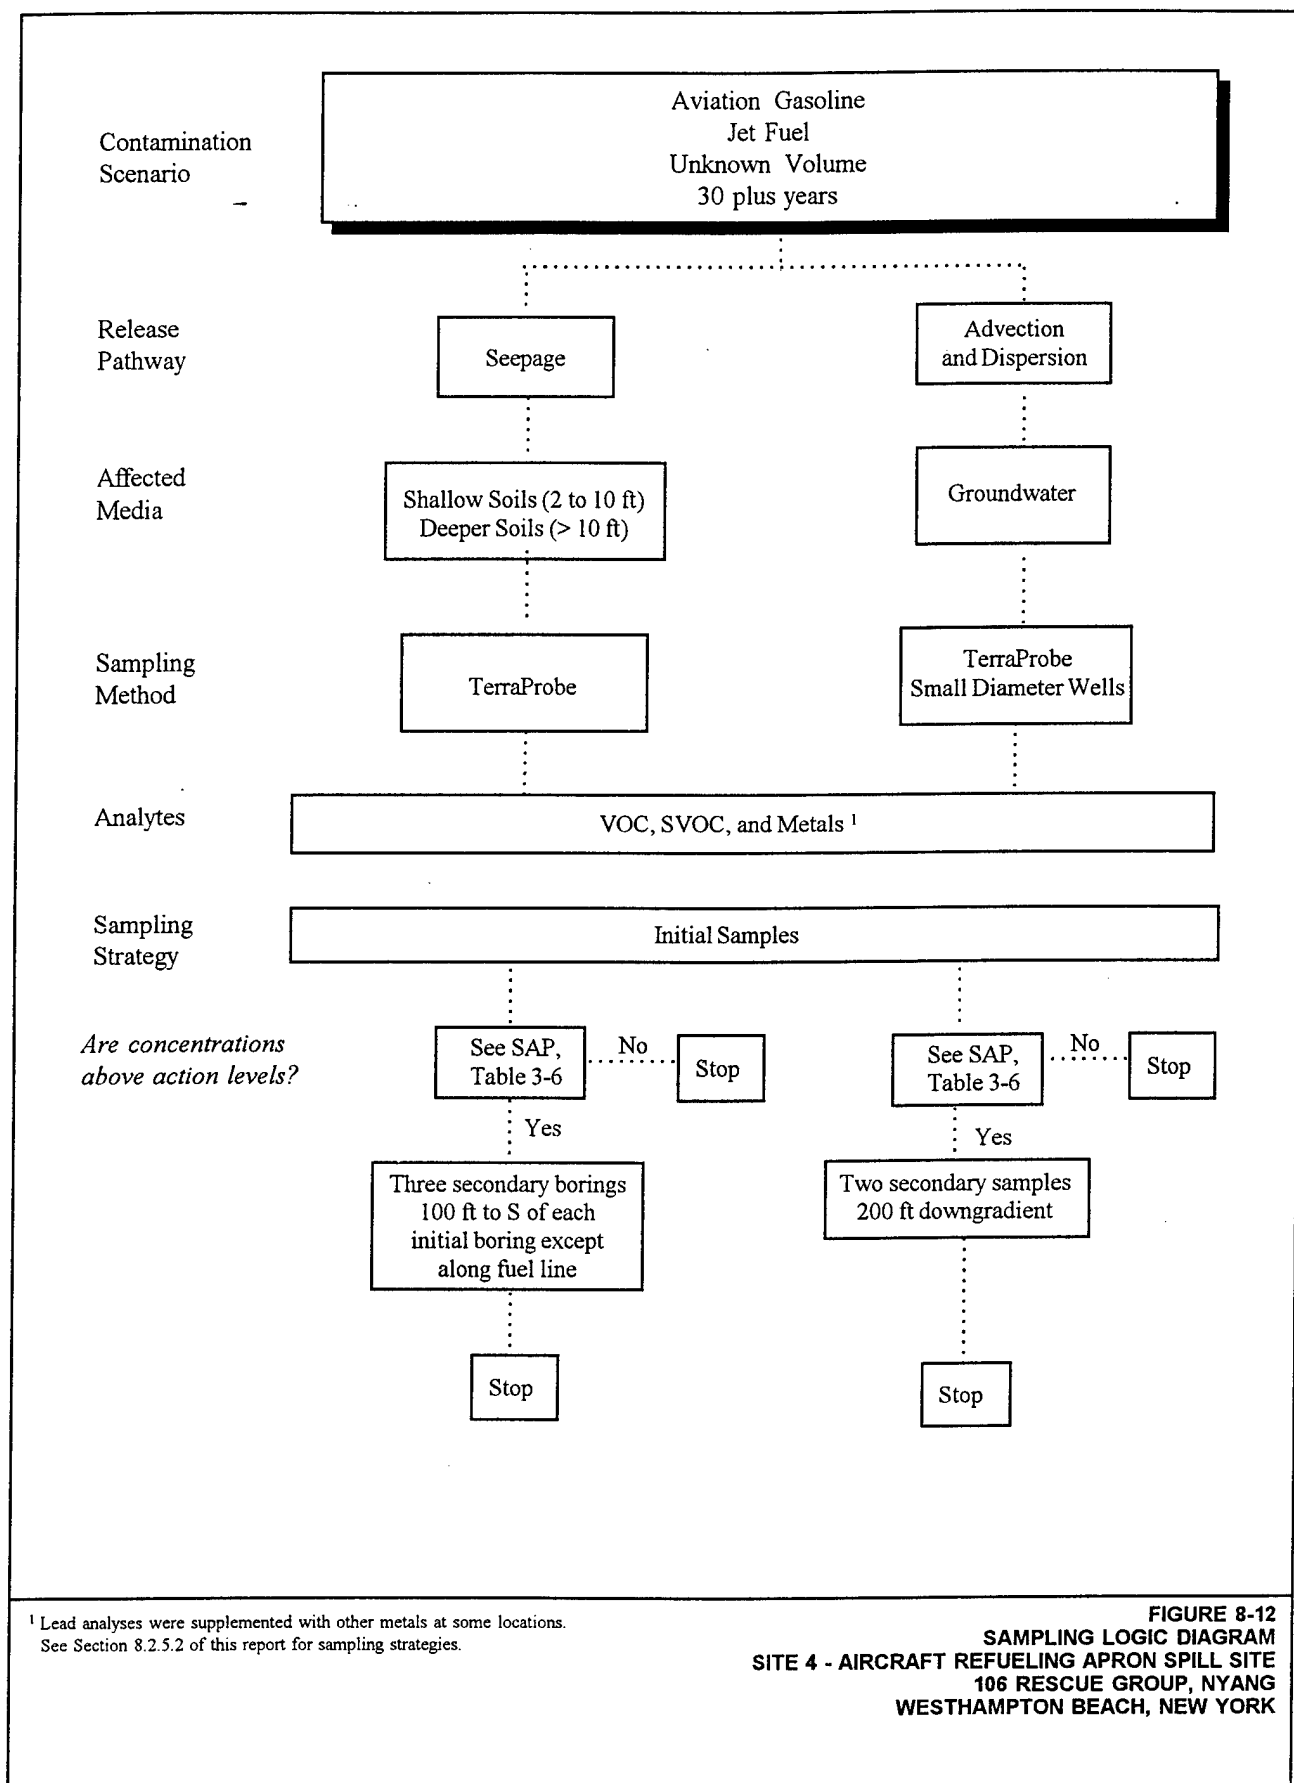 Aviation Gasoline
Jet Fuel
Unknown Volume
30 plus years
Contamination
Scenario
Release
Pathway
Seepage
Advection
and Dispersion
Affected
Media
Shallow Soils (2 to 10 ft)
Deeper Soils (> 10 ft)
Groundwater
Sampling
Method
TerraProbe
TerraProbe
Small Diameter Wells
Analytes
VOC, SVOC, and Metals ¹
Sampling
Strategy
Initial Samples
Are concentrations
above action levels?
See SAP,
Table 3-6
No
Stop
See SAP,
Table 3-6
No
Stop
Yes
Yes
Three secondary borings
100 ft to S of each
initial boring except
along fuel line
Two secondary samples
200 ft downgradient
Stop
Stop
¹ Lead analyses were supplemented with other metals at some locations.
See Section 8.2.5.2 of this report for sampling strategies.
FIGURE 8-12
SAMPLING LOGIC DIAGRAM
SITE 4 - AIRCRAFT REFUELING APRON SPILL SITE
106 RESCUE GROUP, NYANG
WESTHAMPTON BEACH, NEW YORK